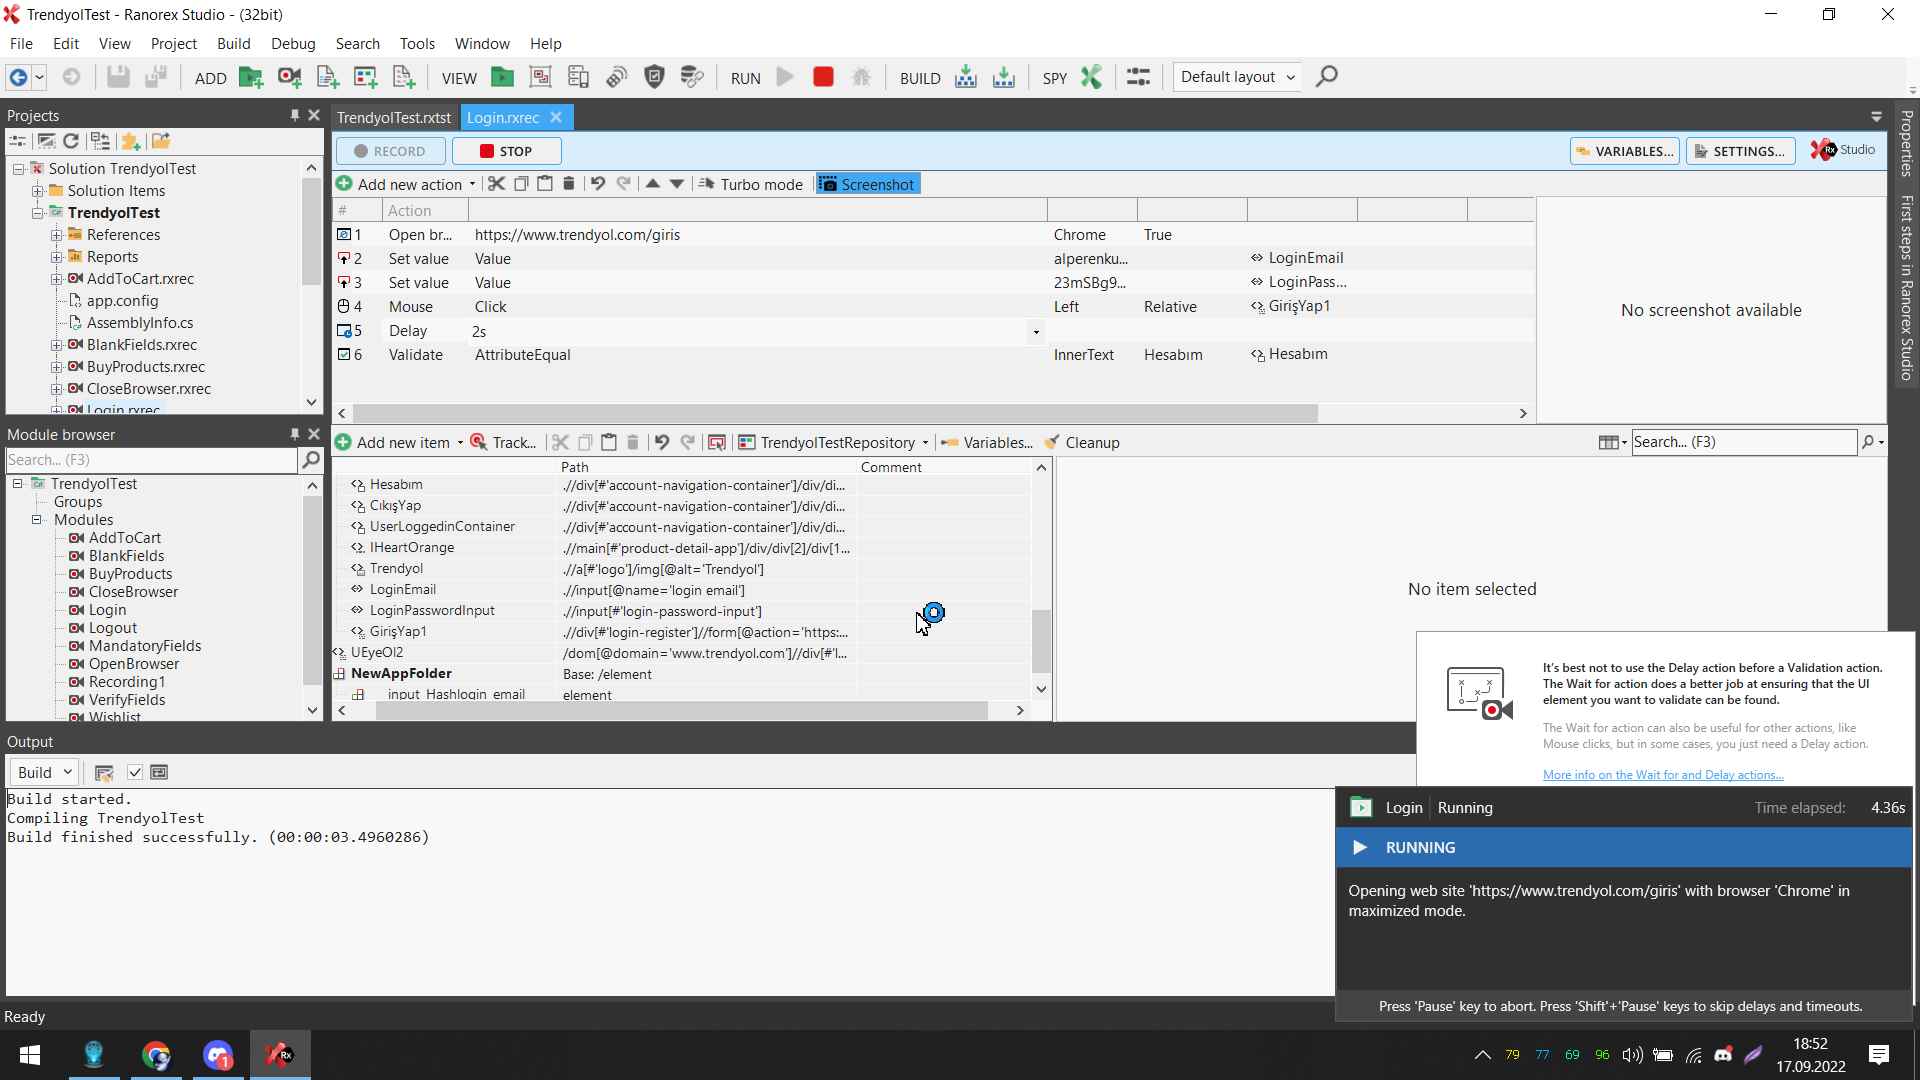 TrendyolTest - Ranorex Studio - (32bit)
File Edit View Project Build Debug Search Tools Window Help
ADD VIEW RUN BUILD SPY Default layout
Projects
Solution TrendyolTest
Solution Items
TrendyolTest
References
Reports
AddToCart.rxrec
app.config
AssemblyInfo.cs
BlankFields.rxrec
BuyProducts.rxrec
CloseBrowser.rxrec
Login.rxrec
Module browser
Search... (F3)
TrendyolTest
Groups
Modules
AddToCart
BlankFields
BuyProducts
CloseBrowser
Login
Logout
MandatoryFields
OpenBrowser
Recording1
VerifyFields
Wishlist
TrendyolTest.rxtst Login.rxrec
RECORD STOP VARIABLES... SETTINGS... Rx Studio
Add new action Turbo mode Screenshot
# Action
1 Open br... https://www.trendyol.com/giris Chrome True
2 Set value Value alperenku... LoginEmail
3 Set value Value 23mSBg9... LoginPass...
4 Mouse Click Left Relative GirişYap1
5 Delay 2s
6 Validate AttributeEqual InnerText Hesabım Hesabım
No screenshot available
Properties
First steps in Ranorex Studio
Add new item Track... TrendyolTestRepository Variables... Cleanup Search... (F3)
Path Comment
Hesabım .//div[#'account-navigation-container']/div/di...
CıkışYap .//div[#'account-navigation-container']/div/di...
UserLoggedinContainer .//div[#'account-navigation-container']/div/di...
IHeartOrange .//main[#'product-detail-app']/div/div[2]/div[1...
Trendyol .//a[#'logo']/img[@alt='Trendyol']
LoginEmail .//input[@name='login email']
LoginPasswordInput .//input[#'login-password-input']
GirişYap1 .//div[#'login-register']//form[@action='https:...
UEyeOl2 /dom[@domain='www.trendyol.com']//div[#'l...
NewAppFolder Base: /element
input_Hashlogin_email element
No item selected
It's best not to use the Delay action before a Validation action.
The Wait for action does a better job at ensuring that the UI
element you want to validate can be found.
The Wait for action can also be useful for other actions, like
Mouse clicks, but in some cases, you just need a Delay action.
More info on the Wait for and Delay actions...
Output
Build
Build started.
Compiling TrendyolTest
Build finished successfully. (00:00:03.4960286)
Login Running Time elapsed: 4.36s
RUNNING
Opening web site 'https://www.trendyol.com/giris' with browser 'Chrome' in
maximized mode.
Press 'Pause' key to abort. Press 'Shift'+'Pause' keys to skip delays and timeouts.
Ready
1 Rx 79 77 69 96 18:52
17.09.2022